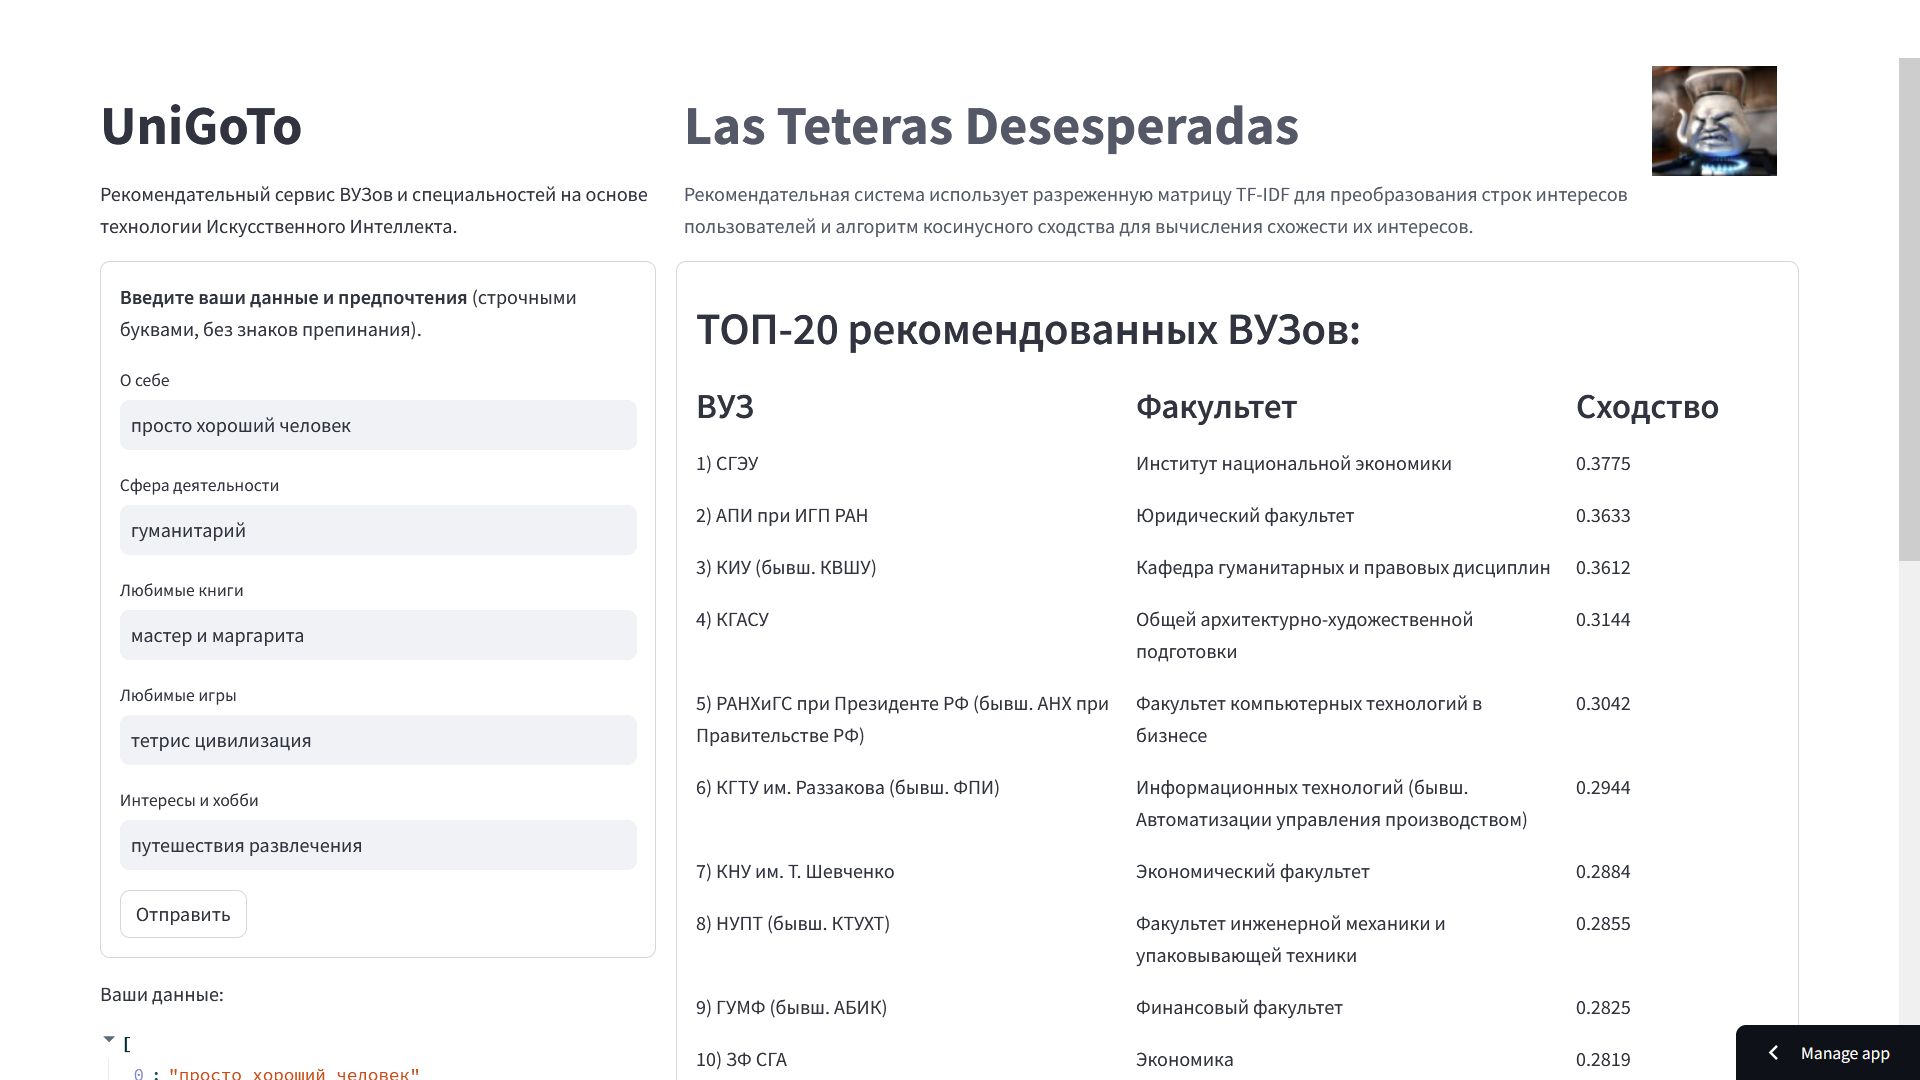 UniGoTo
Рекомендательный сервис ВУЗов и специальностей на основе
технологии Искусственного Интеллекта.
Введите ваши данные и предпочтения (строчными
буквами, без знаков препинания).
О себе
просто хороший человек
Сфера деятельности
гуманитарий
Любимые книги
мастер и маргарита
Любимые игры
тетрис цивилизация
Интересы и хобби
путешествия развлечения
Отправить
Ваши данные:
[
0 : "просто хороший человек"
Las Teteras Desesperadas
Рекомендательная система использует разреженную матрицу TF-IDF для преобразования строк интересов
пользователей и алгоритм косинусного сходства для вычисления схожести их интересов.
ТОП-20 рекомендованных ВУЗов:
ВУЗ Факультет Сходство
1) СГЭУ Институт национальной экономики 0.3775
2) АПИ при ИГП РАН Юридический факультет 0.3633
3) КИУ (бывш. КВШУ) Кафедра гуманитарных и правовых дисциплин 0.3612
4) КГАСУ Общей архитектурно-художественной 0.3144
подготовки
5) РАНХиГС при Президенте РФ (бывш. АНХ при Факультет компьютерных технологий в 0.3042
Правительстве РФ) бизнесе
6) КГТУ им. Раззакова (бывш. ФПИ) Информационных технологий (бывш. 0.2944
Автоматизации управления производством)
7) КНУ им. Т. Шевченко Экономический факультет 0.2884
8) НУПТ (бывш. КТУХТ) Факультет инженерной механики и 0.2855
упаковывающей техники
9) ГУМФ (бывш. АБИК) Финансовый факультет 0.2825
10) ЗФ СГА Экономика 0.2819
Manage app